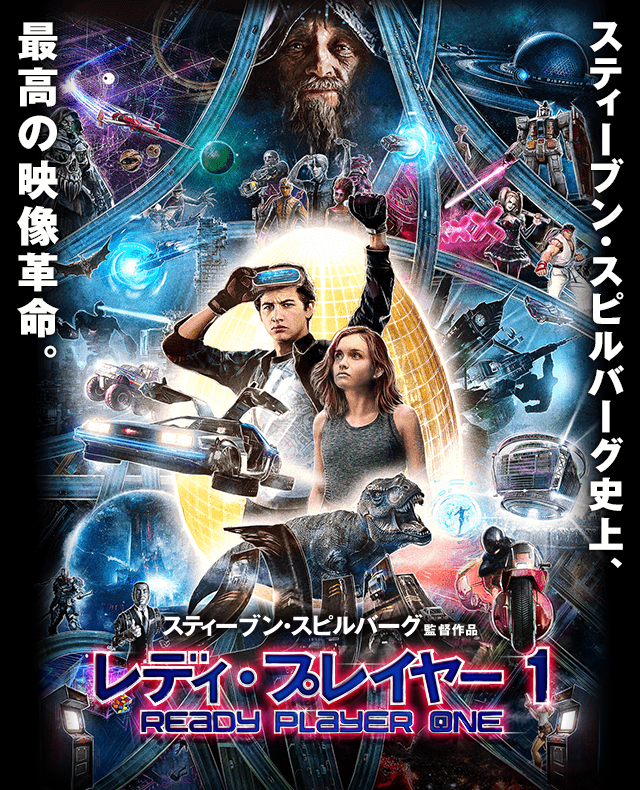 スティーブン・スピルバーグ史上、
最高の映像革命。
スティーブン・スピルバーグ監督作品
レディ・プレイヤー 1
READY PLAYER ONE